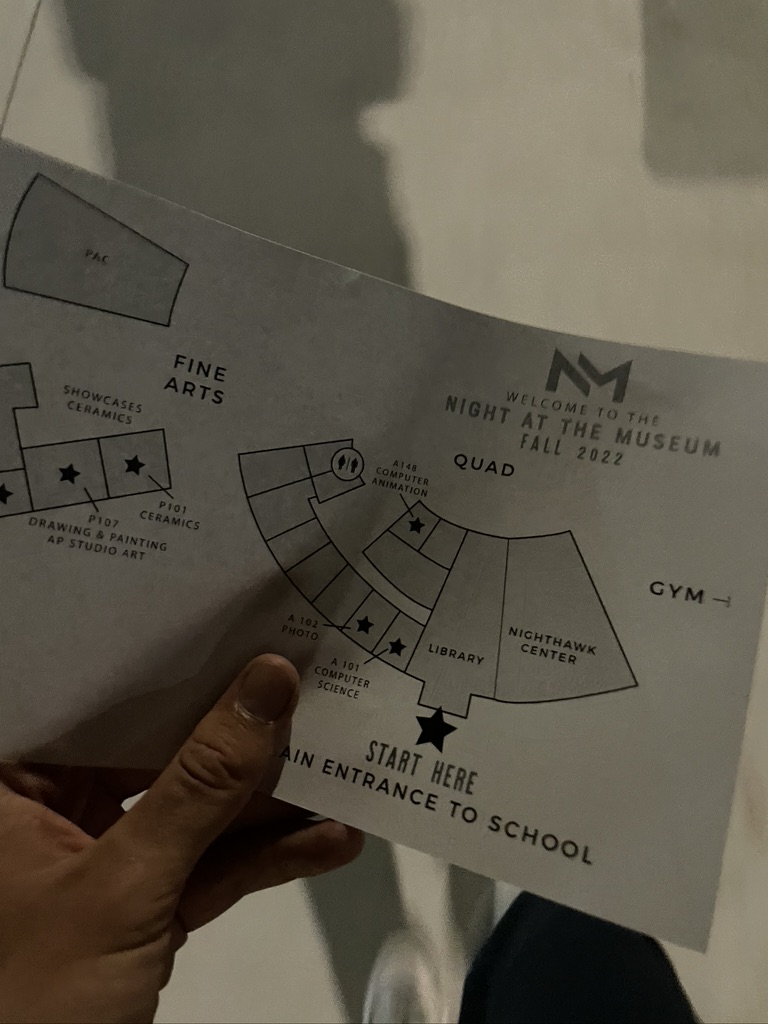 PAC
FINE
ARTS
SHOWCASES
CERAMICS
P101
CERAMICS
P107
DRAWING & PAINTING
AP STUDIO ART
NM
WELCOME TO THE
NIGHT AT THE MUSEUM
FALL 2022
QUAD
A148
COMPUTER
ANIMATION
GYM
A 102
PHOTO
A 101
COMPUTER
SCIENCE
LIBRARY
NIGHTHAWK
CENTER
START HERE
AIN ENTRANCE TO SCHOOL